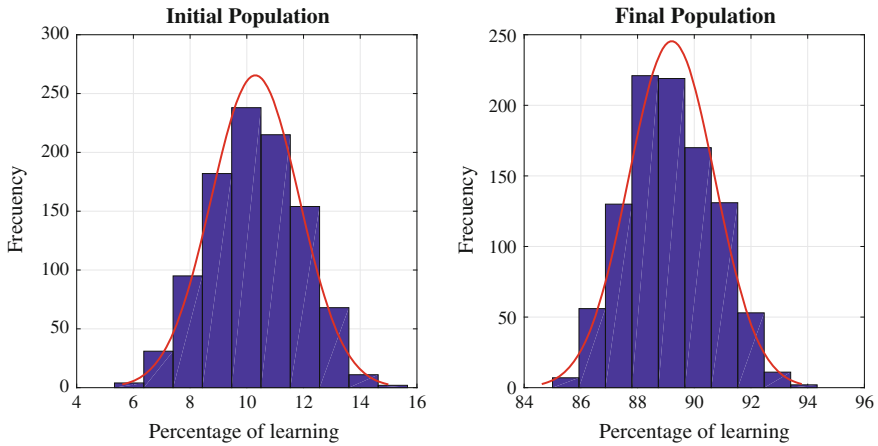 Initial Population
300
250
200
150
100
50
0
4 6 8 10 12 14 16
Frecuency
Percentage of learning
Final Population
250
200
150
100
50
0
84 86 88 90 92 94 96
Frecuency
Percentage of learning